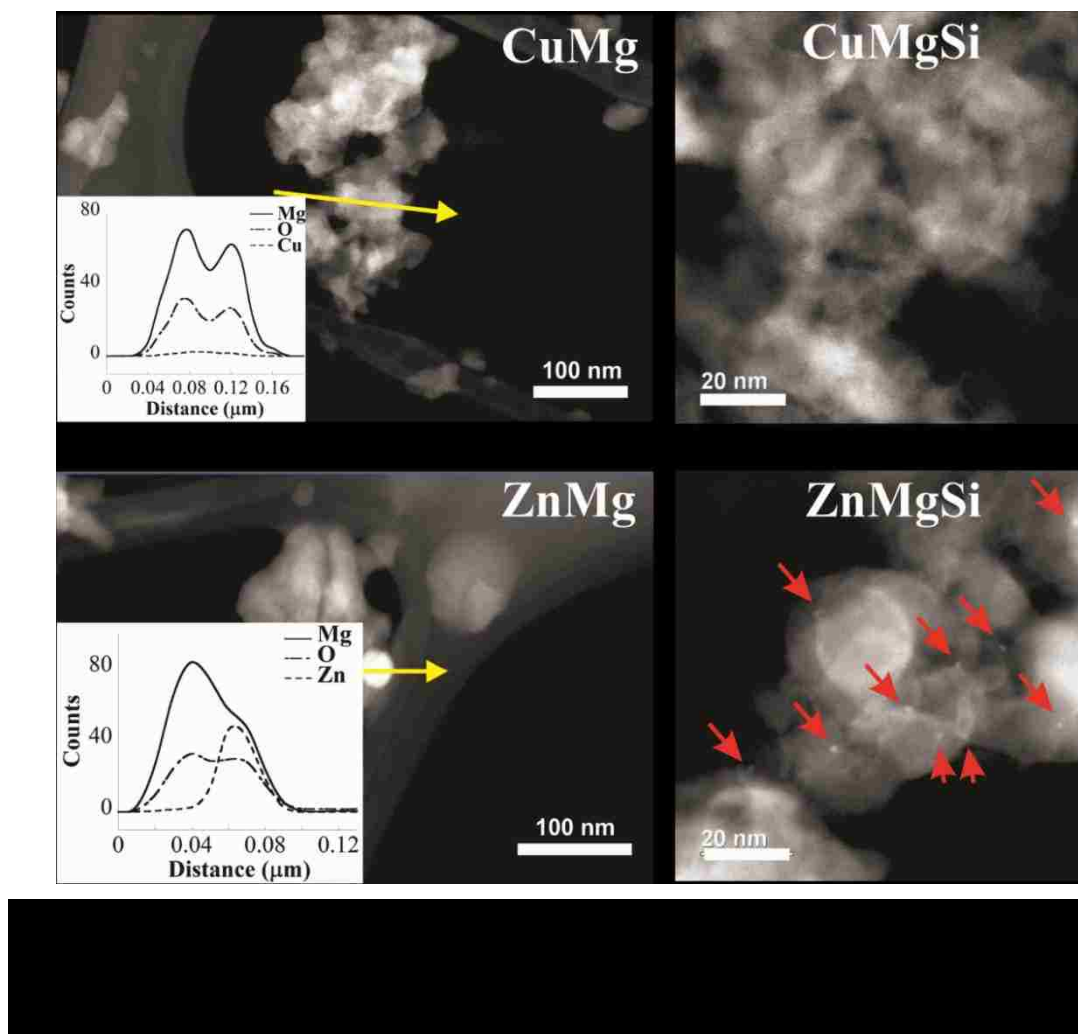 CuMg
80
40
0
Counts
Mg
O
Cu
0 0.04 0.08 0.12 0.16
Distance (μm)
100 nm
CuMgSi
20 nm
ZnMg
80
40
0
Counts
Mg
O
Zn
0 0.04 0.08 0.12
Distance (μm)
100 nm
ZnMgSi
20 nm